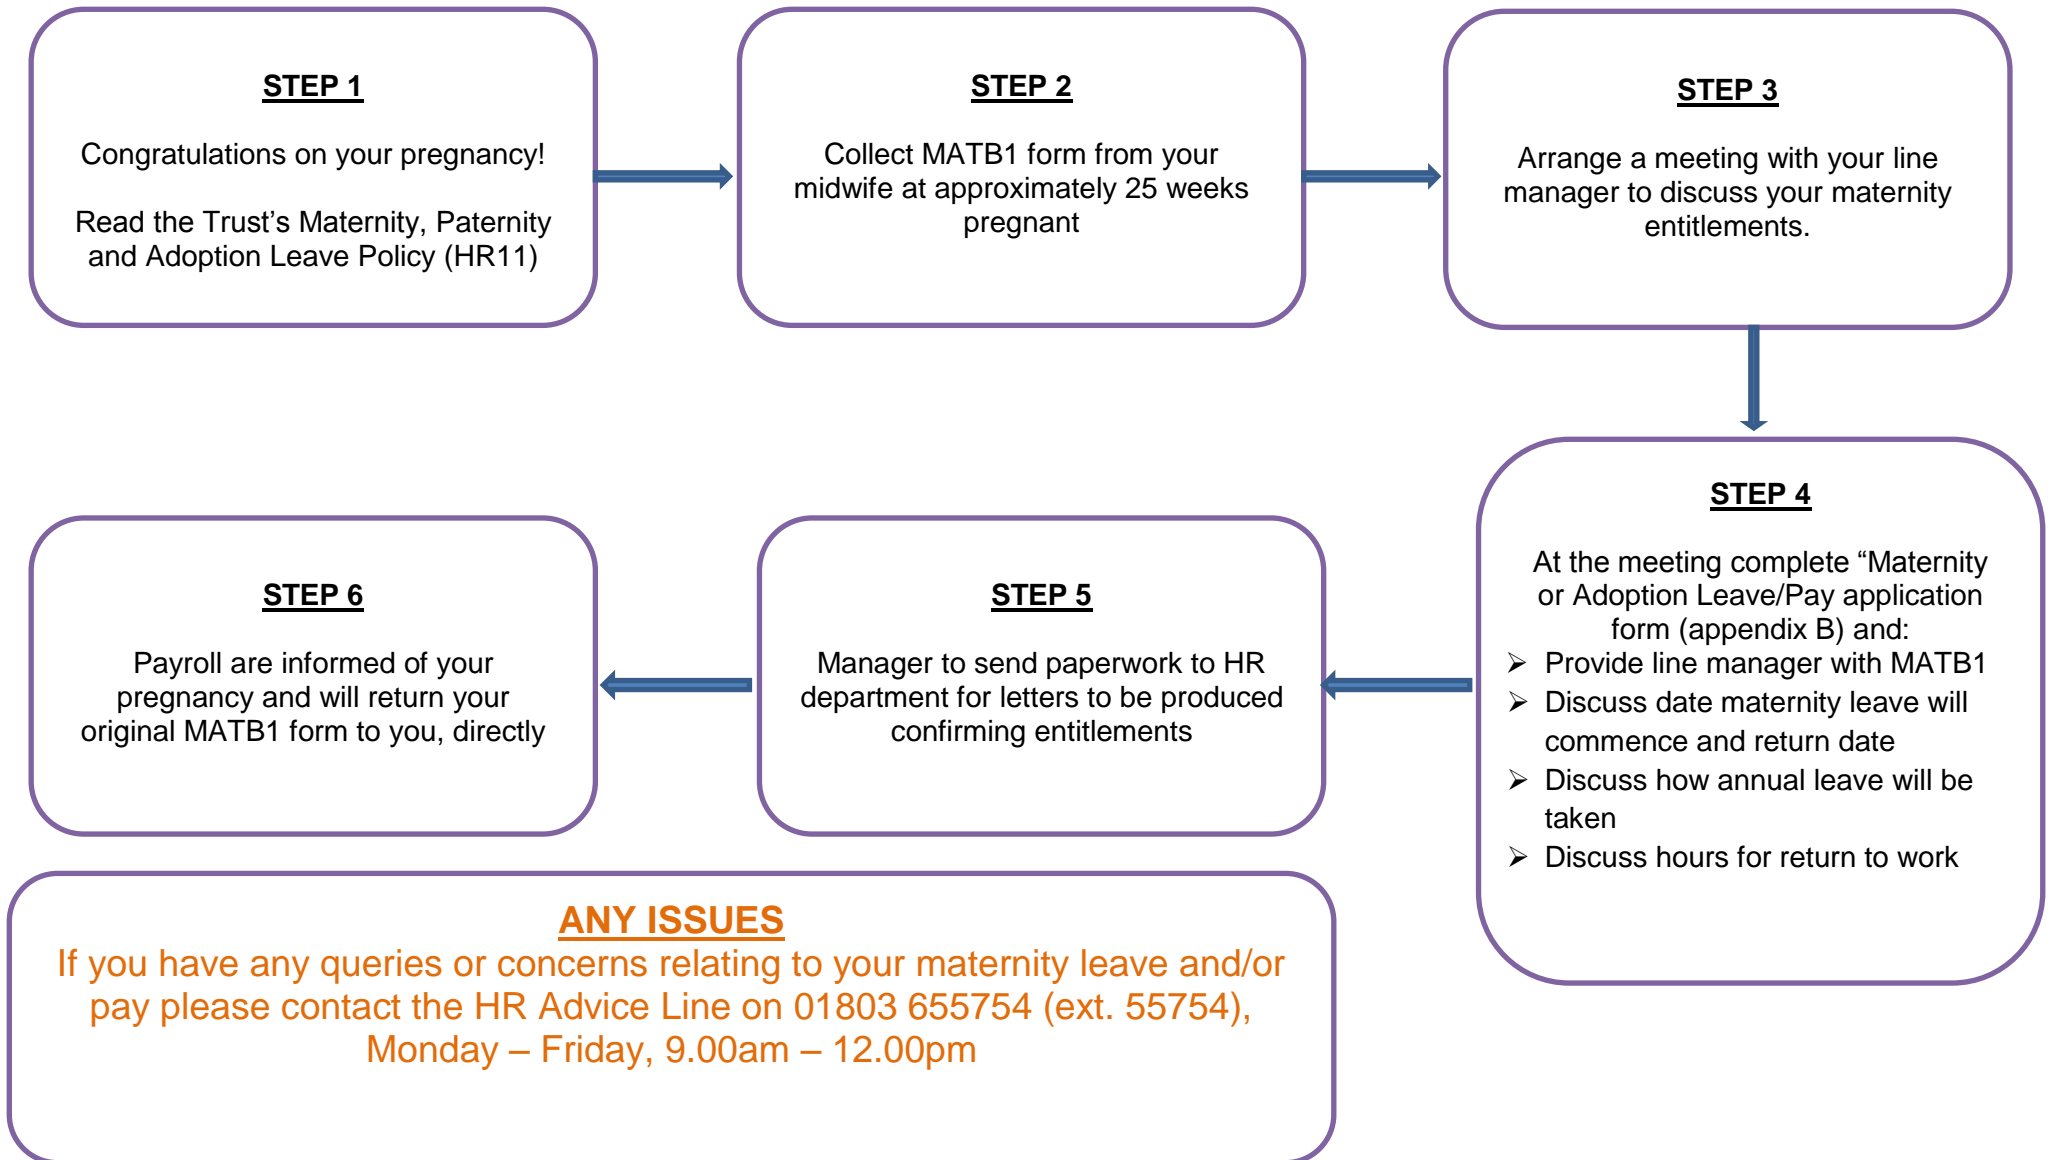 STEP 1
Congratulations on your pregnancy!
Read the Trust’s Maternity, Paternity
and Adoption Leave Policy (HR11)
STEP 2
Collect MATB1 form from your
midwife at approximately 25 weeks
pregnant
STEP 3
Arrange a meeting with your line
manager to discuss your maternity
entitlements.
STEP 4
At the meeting complete “Maternity
or Adoption Leave/Pay application
form (appendix B) and:
➢ Provide line manager with MATB1
➢ Discuss date maternity leave will
commence and return date
➢ Discuss how annual leave will be
taken
➢ Discuss hours for return to work
STEP 5
Manager to send paperwork to HR
department for letters to be produced
confirming entitlements
STEP 6
Payroll are informed of your
pregnancy and will return your
original MATB1 form to you, directly
ANY ISSUES
If you have any queries or concerns relating to your maternity leave and/or
pay please contact the HR Advice Line on 01803 655754 (ext. 55754),
Monday – Friday, 9.00am – 12.00pm